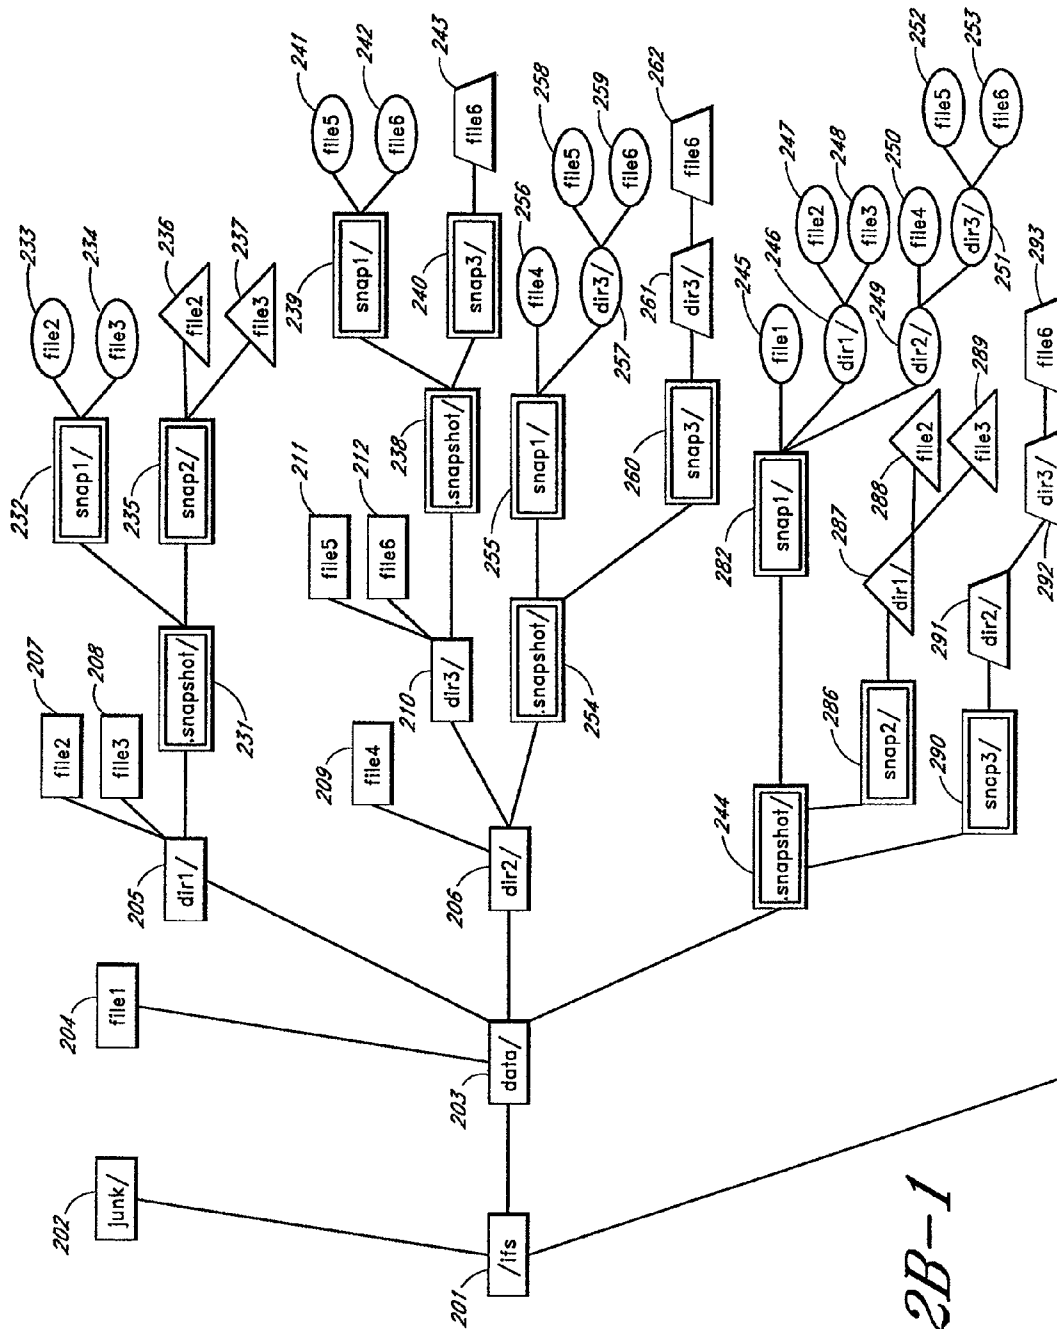 /ifs
201
junk/
202
data/
203
file1
204
dir1/
205
file2
207
file3
208
.snapshot/
231
snap1/
232
file2
233
file3
234
snap2/
235
file2
236
file3
237
dir2/
206
file4
209
dir3/
210
file5
211
file6
212
.snapshot/
238
snap1/
239
file5
241
file6
242
snap3/
240
file6
243
.snapshot/
254
snap1/
255
file4
256
dir3/
257
file5
258
file6
259
snap3/
260
dir3/
261
file6
262
.snapshot/
244
snap1/
282
file1
245
dir1/
246
file2
247
file3
248
dir2/
249
file4
250
dir3/
251
file5
252
file6
253
snap2/
286
dir1/
287
file2
288
file3
289
snap3/
290
dir2/
291
dir3/
292
file6
293
2B-1